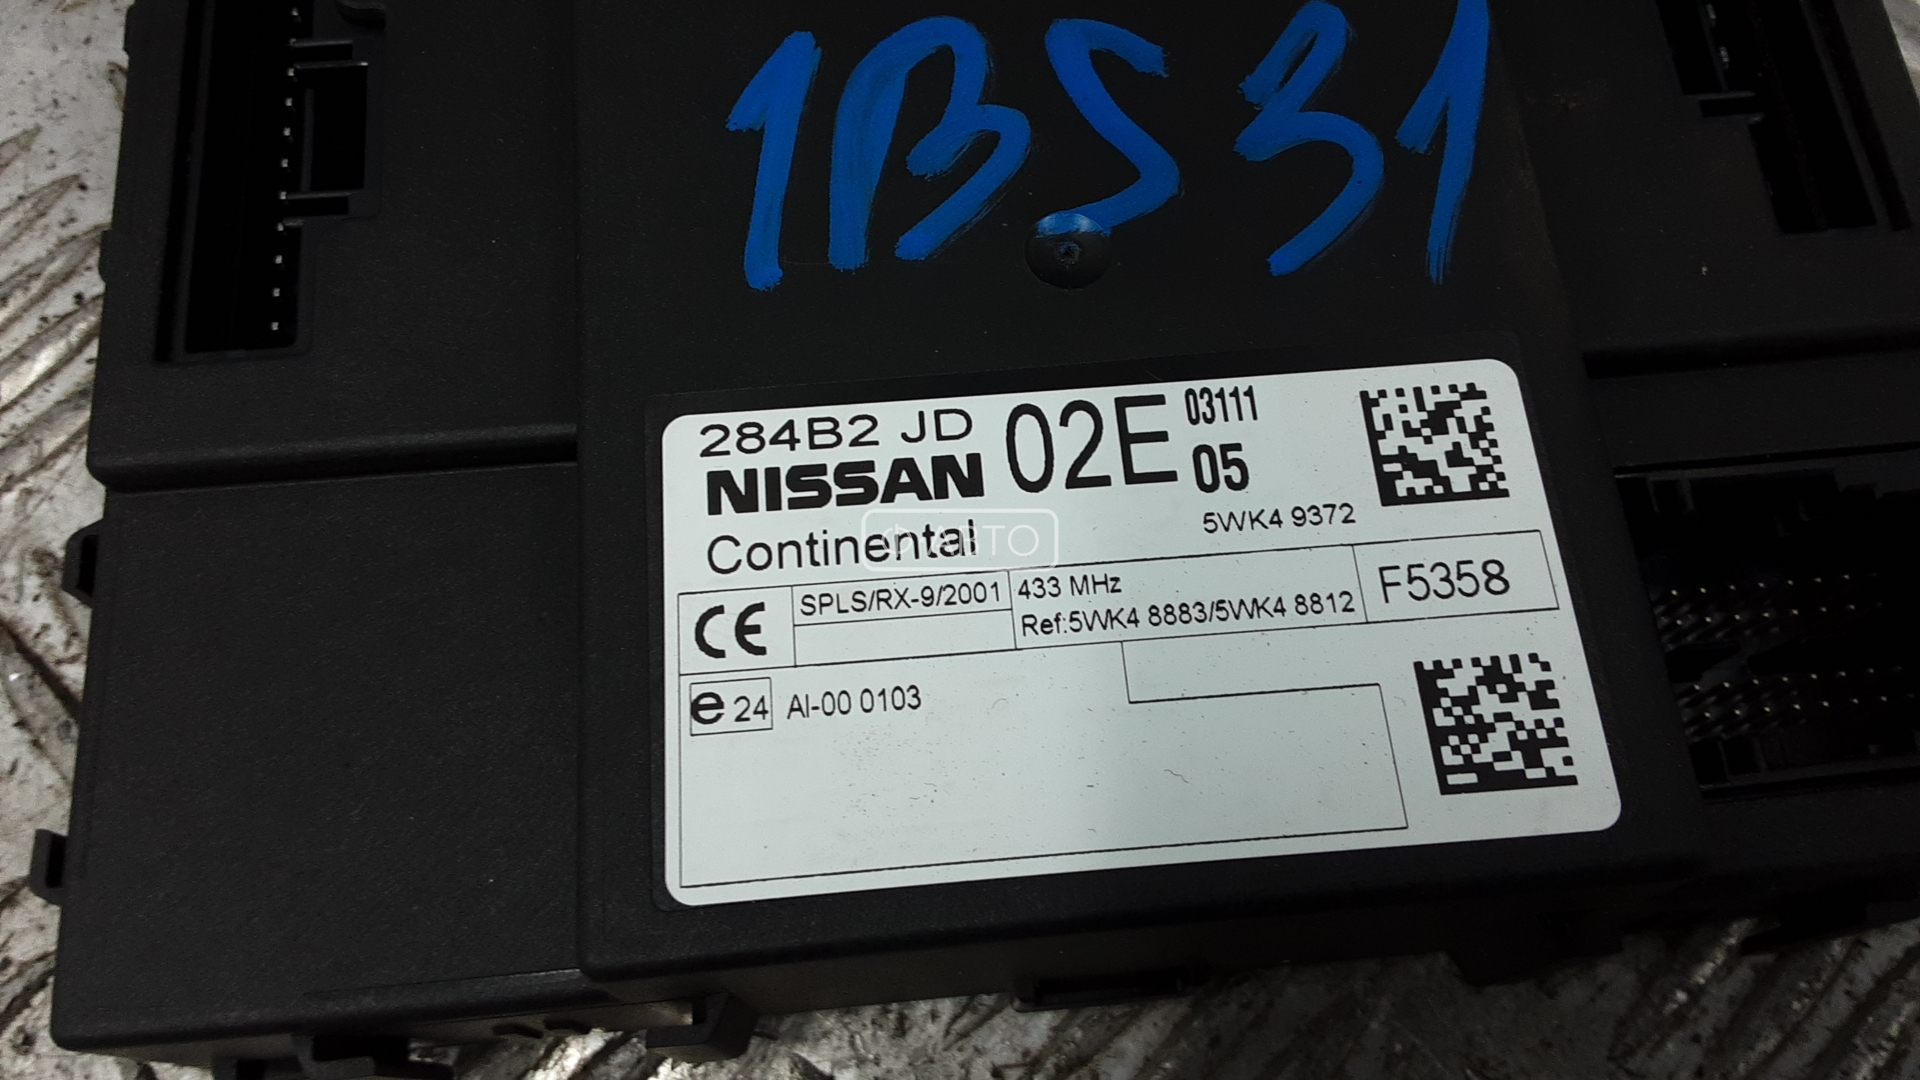 1BS31
284B2 JD 02E 03111
NISSAN 05
Continental 5WK4 9372
CE SPLS/RX-9/2001 433 MHz F5358
Ref:5WK4 8883/5WK4 8812
e24 AI-00 0103